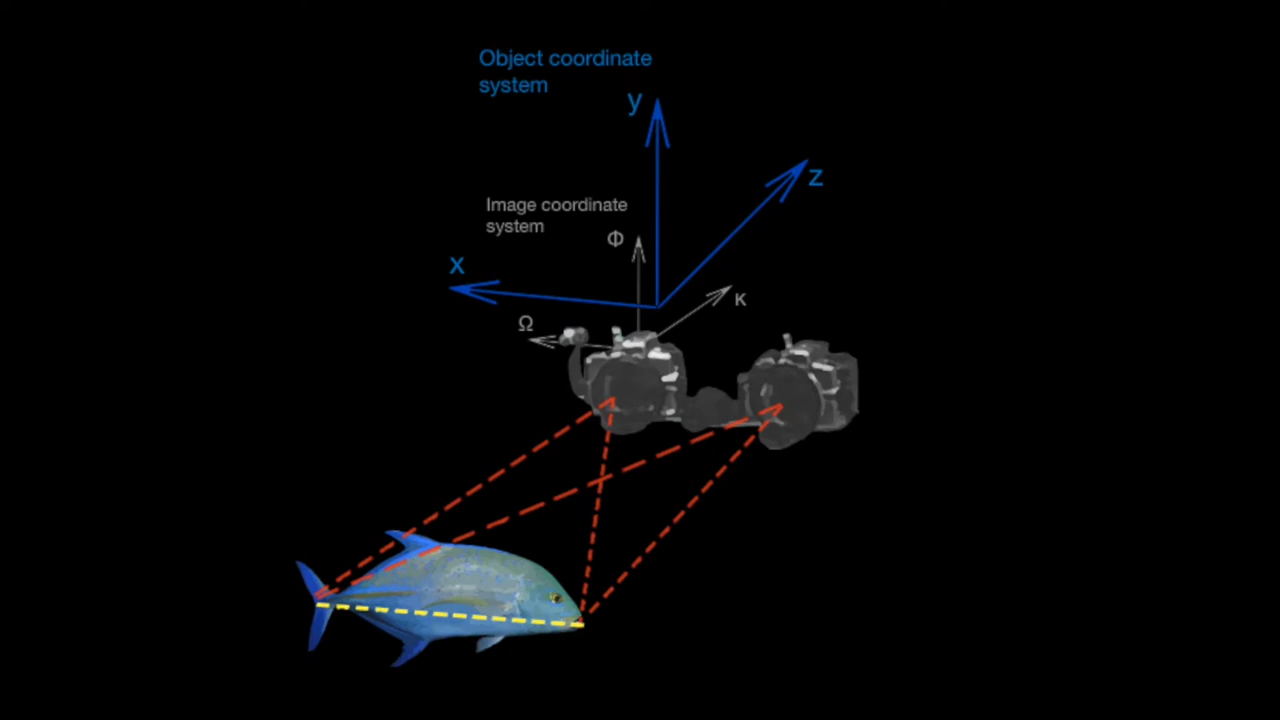 Object coordinate
system
y
z
Image coordinate
system
Φ
x
κ
Ω